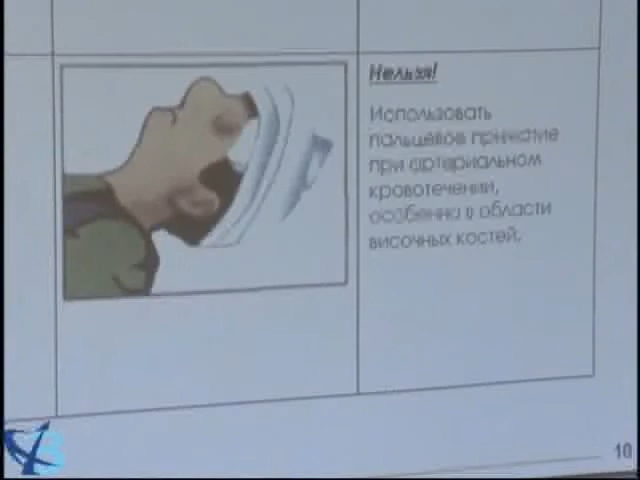 Нельзя!
Использовать
пальцевое прижатие
при артериальном
кровотечении,
особенно в области
височных костей.
10